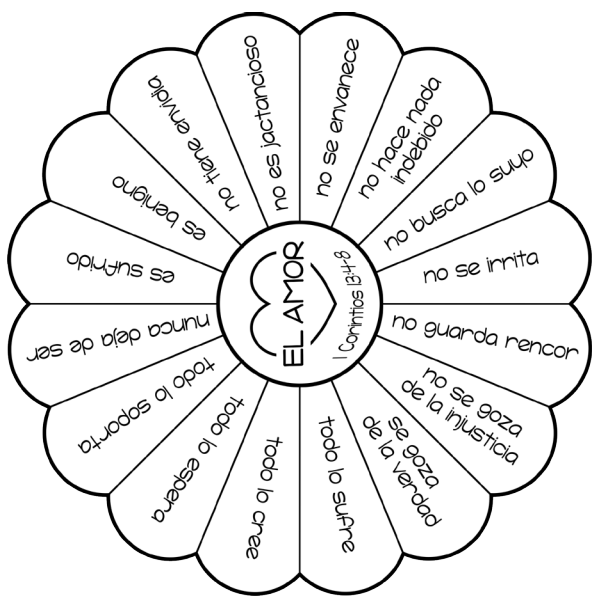 EL AMOR
1 Corintios 13:4-8
es sufrido
es benigno
no tiene envidia
no es jactancioso
no se envanece
no hace nada
indebido
no busca lo suyo
no se irrita
no guarda rencor
no se goza
de la injusticia
se goza
de la verdad
todo lo sufre
todo lo cree
todo lo espera
todo lo soporta
nunca deja de ser